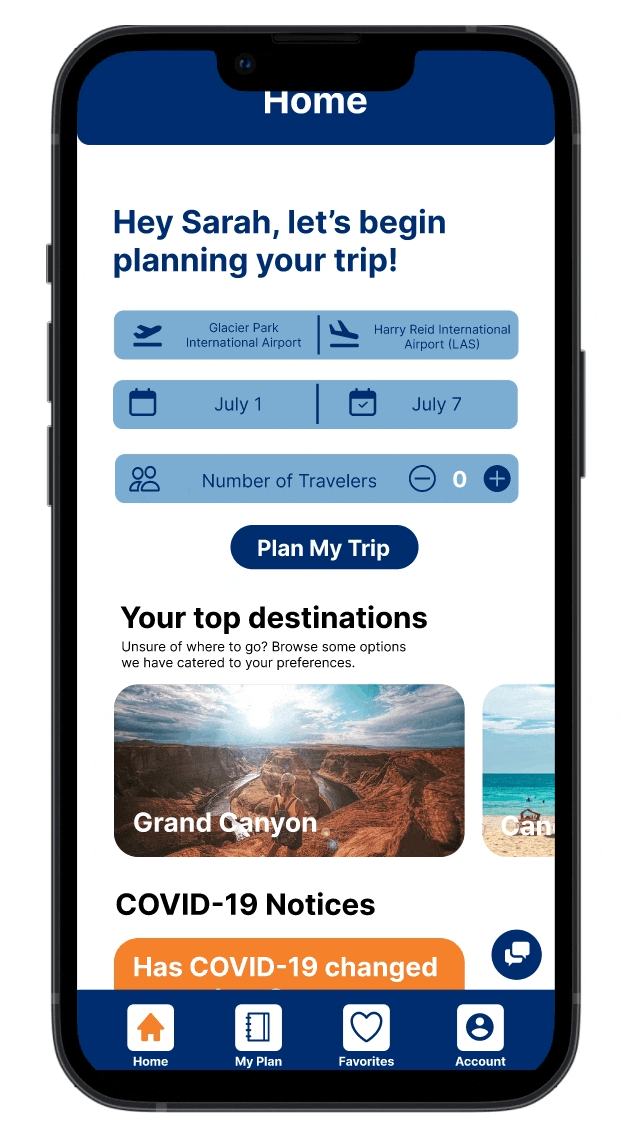 Home
Hey Sarah, let's begin
planning your trip!
Glacier Park
International Airport
Harry Reid International
Airport (LAS)
July 1
July 7
Number of Travelers
0
Plan My Trip
Your top destinations
Unsure of where to go? Browse some options
we have catered to your preferences.
Grand Canyon
COVID-19 Notices
Has COVID-19 changed
Home
My Plan
Favorites
Account